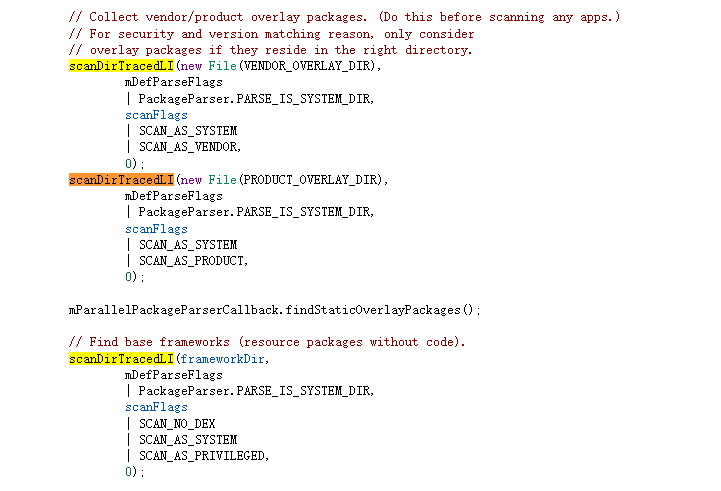 // Collect vendor/product overlay packages. (Do this before scanning any apps.)
// For security and version matching reason, only consider
// overlay packages if they reside in the right directory.
scanDirTracedLI(new File(VENDOR_OVERLAY_DIR),
mDefParseFlags
| PackageParser.PARSE_IS_SYSTEM_DIR,
scanFlags
| SCAN_AS_SYSTEM
| SCAN_AS_VENDOR,
0);
scanDirTracedLI(new File(PRODUCT_OVERLAY_DIR),
mDefParseFlags
| PackageParser.PARSE_IS_SYSTEM_DIR,
scanFlags
| SCAN_AS_SYSTEM
| SCAN_AS_PRODUCT,
0);
mParallelPackageParserCallback.findStaticOverlayPackages();
// Find base frameworks (resource packages without code).
scanDirTracedLI(frameworkDir,
mDefParseFlags
| PackageParser.PARSE_IS_SYSTEM_DIR,
scanFlags
| SCAN_NO_DEX
| SCAN_AS_SYSTEM
| SCAN_AS_PRIVILEGED,
0);